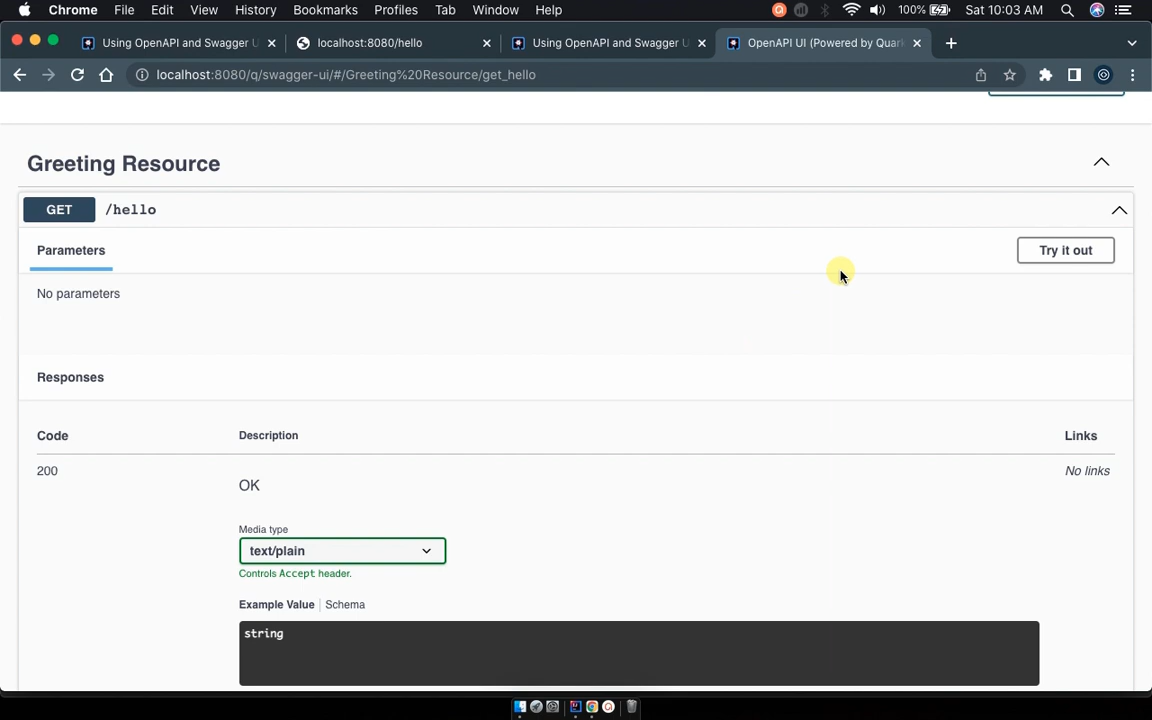 Chrome File Edit View History Bookmarks Profiles Tab Window Help 100% Sat 10:03 AM
Using OpenAPI and Swagger U localhost:8080/hello Using OpenAPI and Swagger U OpenAPI UI (Powered by Quark
localhost:8080/q/swagger-ui/#/Greeting%20Resource/get_hello
Greeting Resource
GET /hello
Parameters Try it out
No parameters
Responses
Code Description Links
200 OK No links
Media type
text/plain
Controls Accept header.
Example Value Schema
string